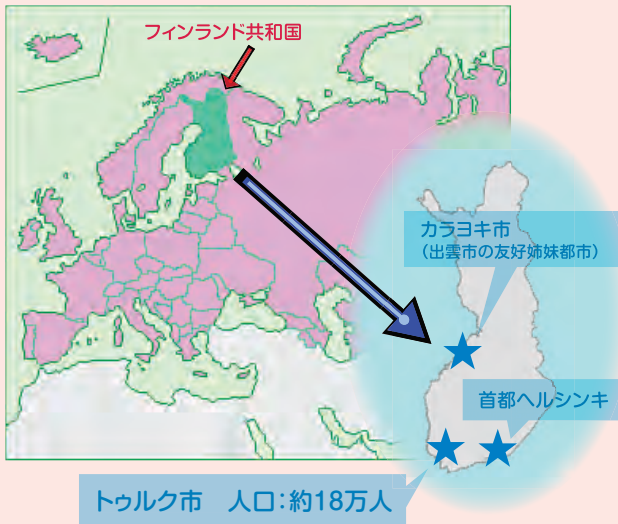 フィンランド共和国
カラヨキ市
（出雲市の友好姉妹都市）
首都ヘルシンキ
トゥルク市　人口：約18万人